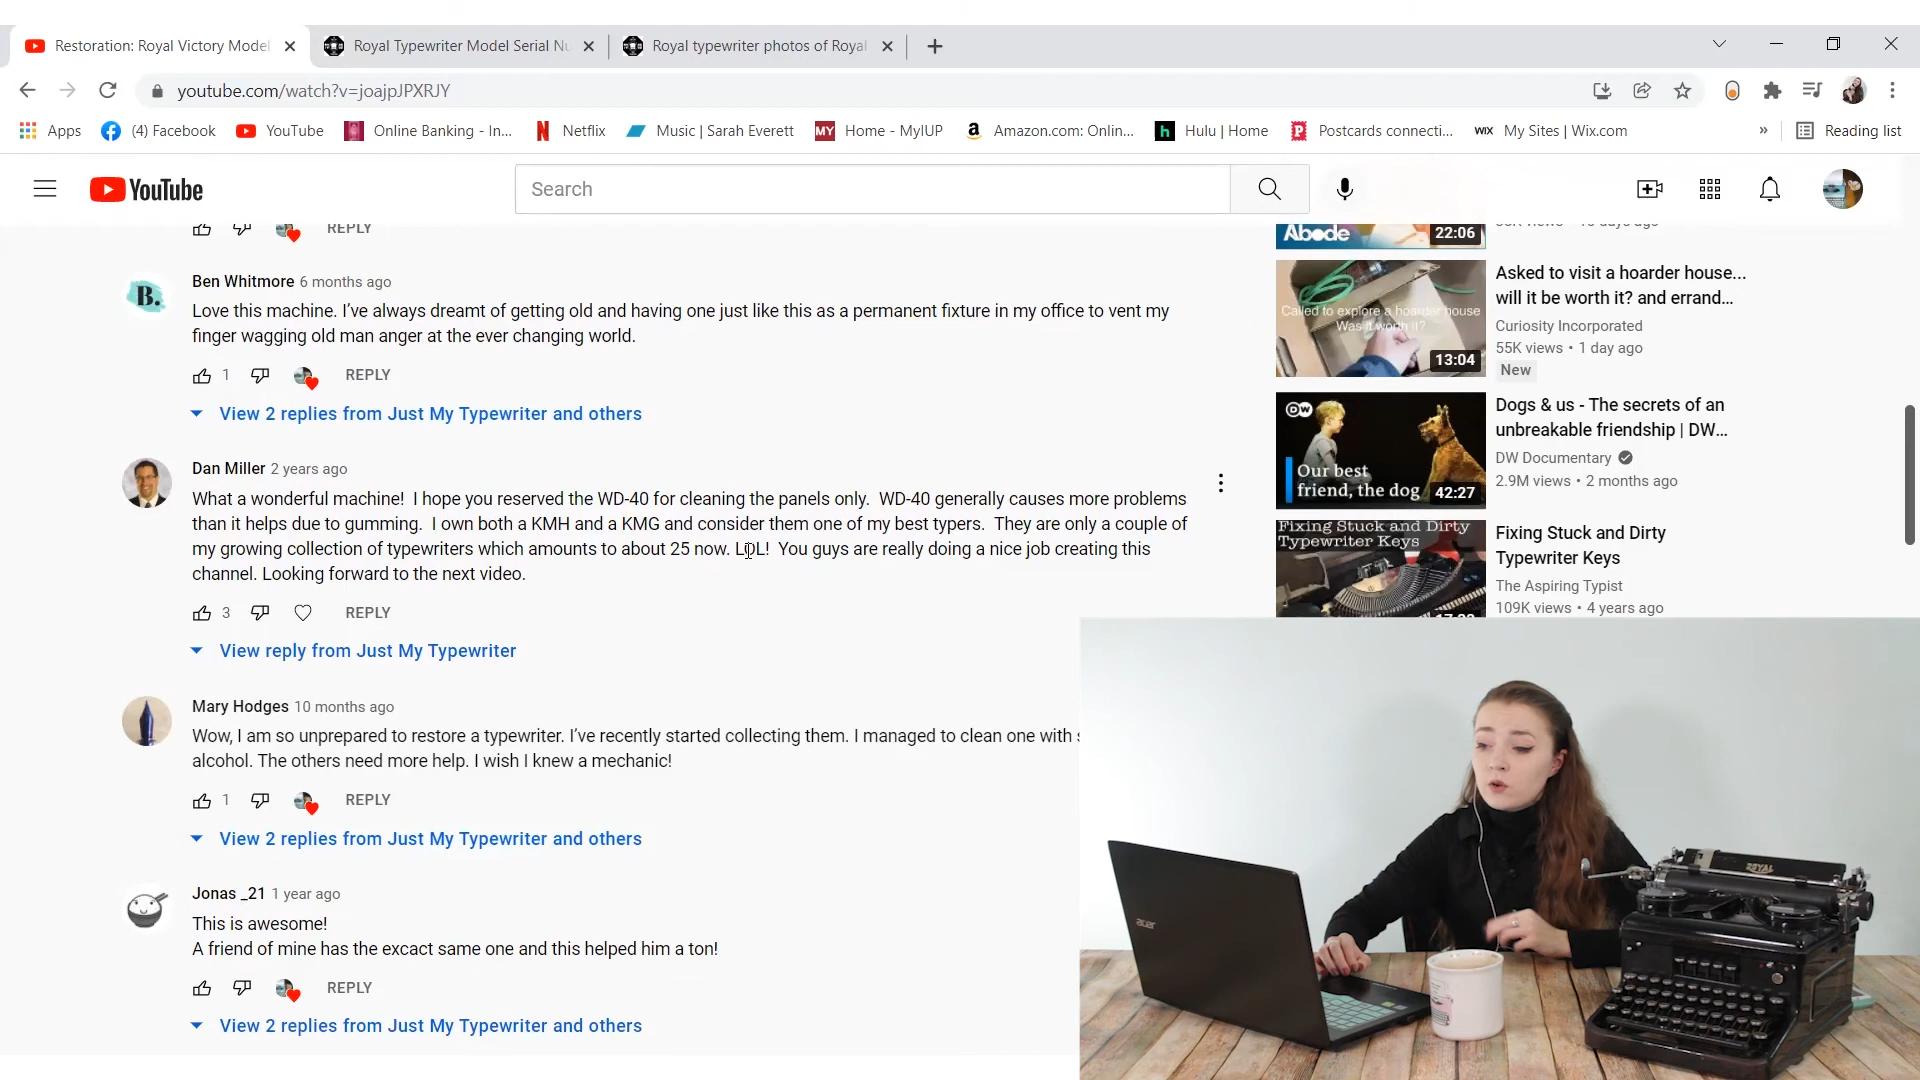 Restoration: Royal Victory Model
Royal Typewriter Model Serial Nu
Royal typewriter photos of Royal
youtube.com/watch?v=joajpJPXRJY
Apps
(4) Facebook
YouTube
Online Banking - In...
Netflix
Music | Sarah Everett
MY
Home - MyIUP
Amazon.com: Onlin...
Hulu | Home
Postcards connecti...
WIX
My Sites | Wix.com
»
Reading list
YouTube
Search
REPLY
Ben Whitmore 6 months ago
Love this machine. I've always dreamt of getting old and having one just like this as a permanent fixture in my office to vent my
finger wagging old man anger at the ever changing world.
1
REPLY
View 2 replies from Just My Typewriter and others
Dan Miller 2 years ago
What a wonderful machine! I hope you reserved the WD-40 for cleaning the panels only. WD-40 generally causes more problems
than it helps due to gumming. I own both a KMH and a KMG and consider them one of my best typers. They are only a couple of
my growing collection of typewriters which amounts to about 25 now. LOL! You guys are really doing a nice job creating this
channel. Looking forward to the next video.
3
REPLY
View reply from Just My Typewriter
Mary Hodges 10 months ago
Wow, I am so unprepared to restore a typewriter. I've recently started collecting them. I managed to clean one with
alcohol. The others need more help. I wish I knew a mechanic!
1
REPLY
View 2 replies from Just My Typewriter and others
Jonas _21 1 year ago
This is awesome!
A friend of mine has the excact same one and this helped him a ton!
REPLY
View 2 replies from Just My Typewriter and others
Abode
22:06
Called to explore a hoarder house
Was it worth it?
13:04
Asked to visit a hoarder house...
will it be worth it? and errand...
Curiosity Incorporated
55K views • 1 day ago
New
DW
Our best
friend, the dog
42:27
Dogs & us - The secrets of an
unbreakable friendship | DW...
DW Documentary
2.9M views • 2 months ago
Fixing Stuck and Dirty
Typewriter Keys
Fixing Stuck and Dirty
Typewriter Keys
The Aspiring Typist
109K views • 4 years ago
acer
ROYAL